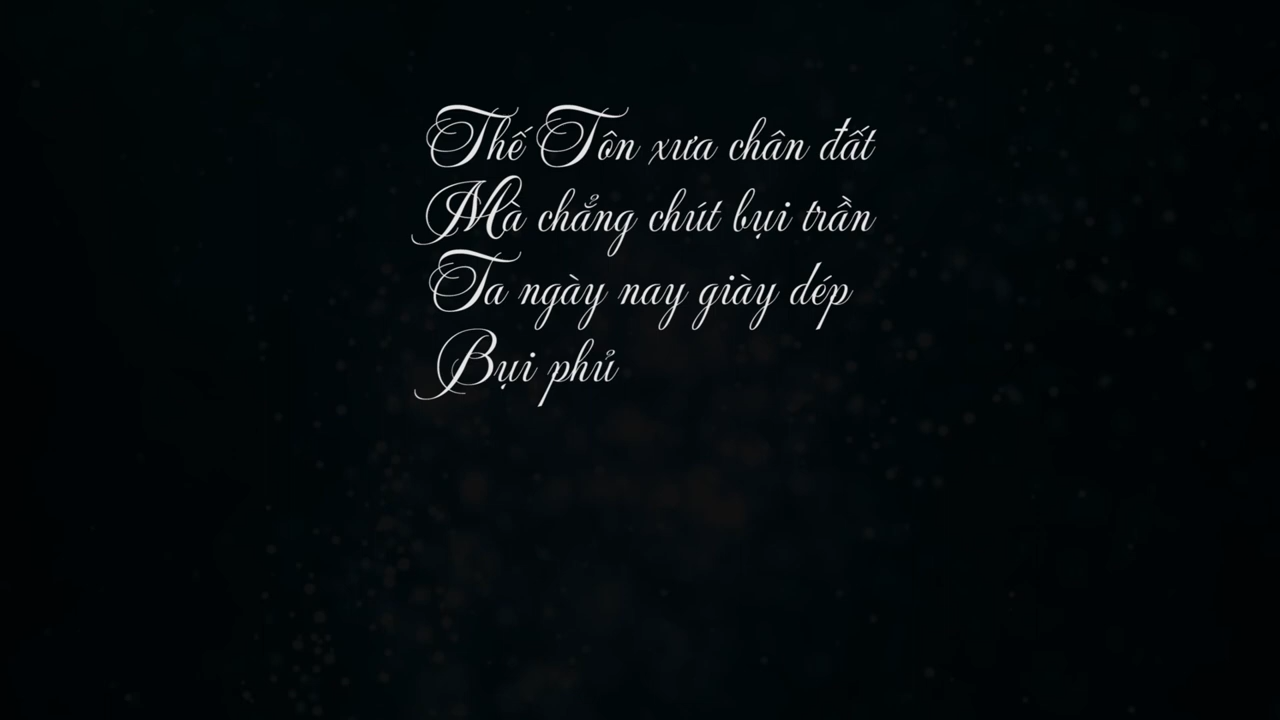 Thế Tôn xưa chân đất
Mà chẳng chút bụi trần
Ta ngày nay giày dép
Bụi phủ